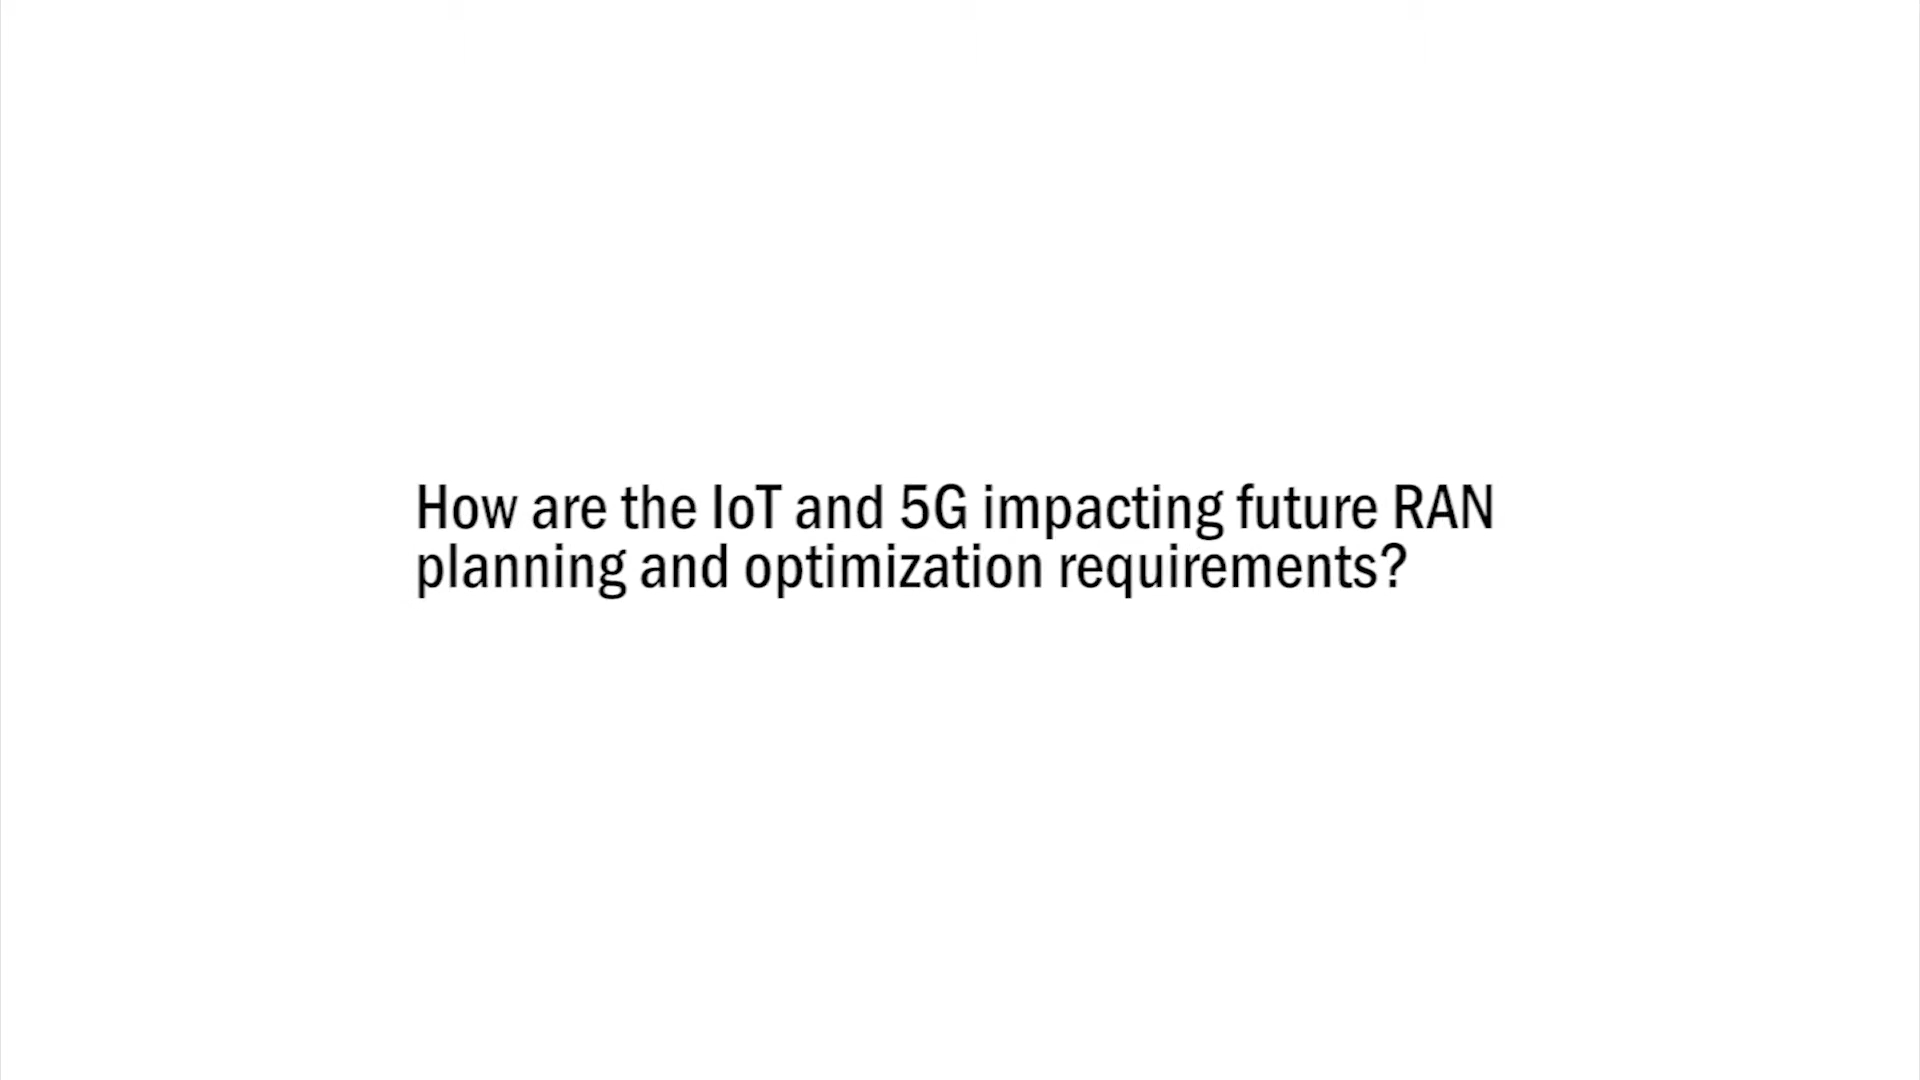 How are the IoT and 5G impacting future RAN
planning and optimization requirements?